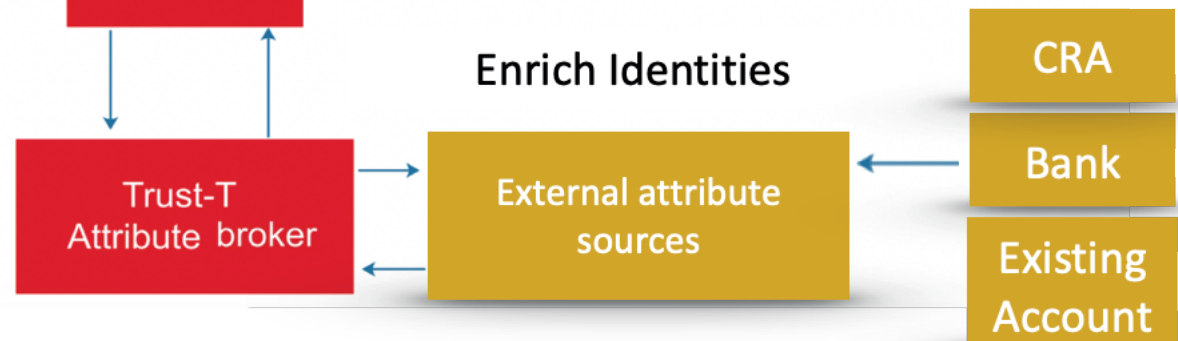 Enrich Identities
CRA
Trust-T
Attribute broker
External attribute
sources
Bank
Existing
Account